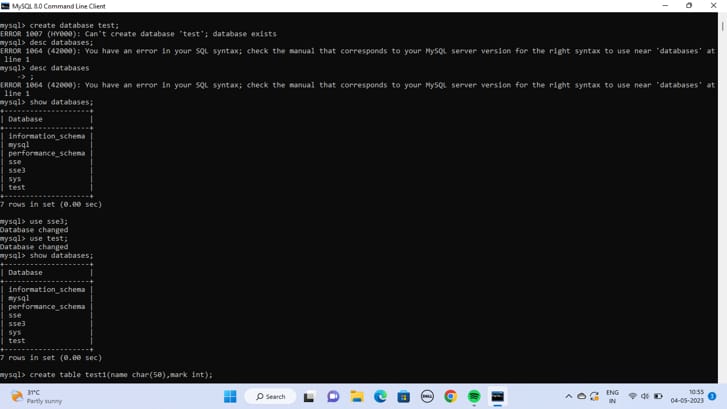 MySQL 8.0 Command Line Client
mysql> create database test;
ERROR 1007 (HY000): Can't create database 'test'; database exists
mysql> desc databases;
ERROR 1064 (42000): You have an error in your SQL syntax; check the manual that corresponds to your MySQL server version for the right syntax to use near 'databases' at
line 1
mysql> desc databases
-> ;
ERROR 1064 (42000): You have an error in your SQL syntax; check the manual that corresponds to your MySQL server version for the right syntax to use near 'databases' at
line 1
mysql> show databases;
+--------------------+
| Database           |
+--------------------+
| information_schema |
| mysql              |
| performance_schema |
| sse                |
| sse3               |
| sys                |
| test               |
+--------------------+
7 rows in set (0.00 sec)
mysql> use sse3;
Database changed
mysql> use test;
Database changed
mysql> show databases;
+--------------------+
| Database           |
+--------------------+
| information_schema |
| mysql              |
| performance_schema |
| sse                |
| sse3               |
| sys                |
| test               |
+--------------------+
7 rows in set (0.00 sec)
mysql> create table test1(name char(50),mark int);
31°C
Partly sunny
Search
DELL
ENG
IN
10:55
04-05-2023
3